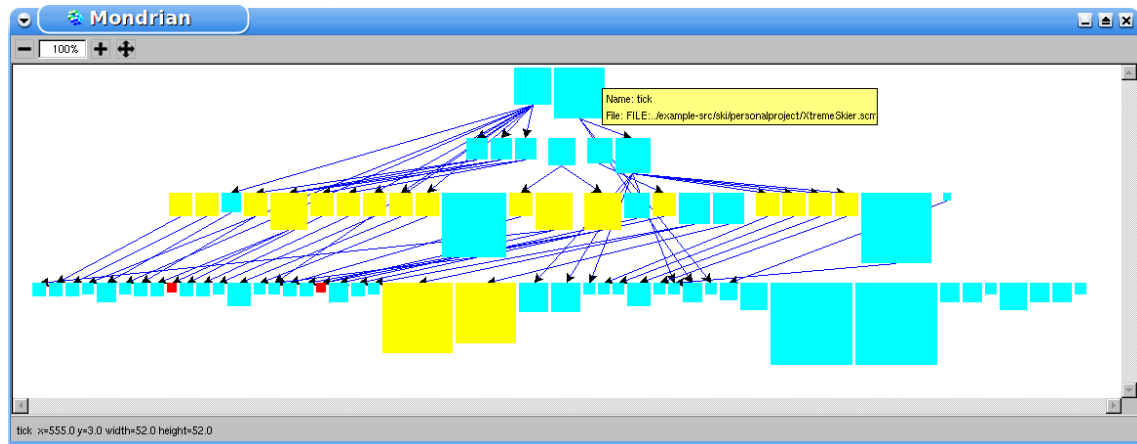 Mondrian
100%
Name: tick
File: FILE:../example-src/ski/personalproject/XtremeSkier.scm
tick x=555.0 y=3.0 width=52.0 height=52.0